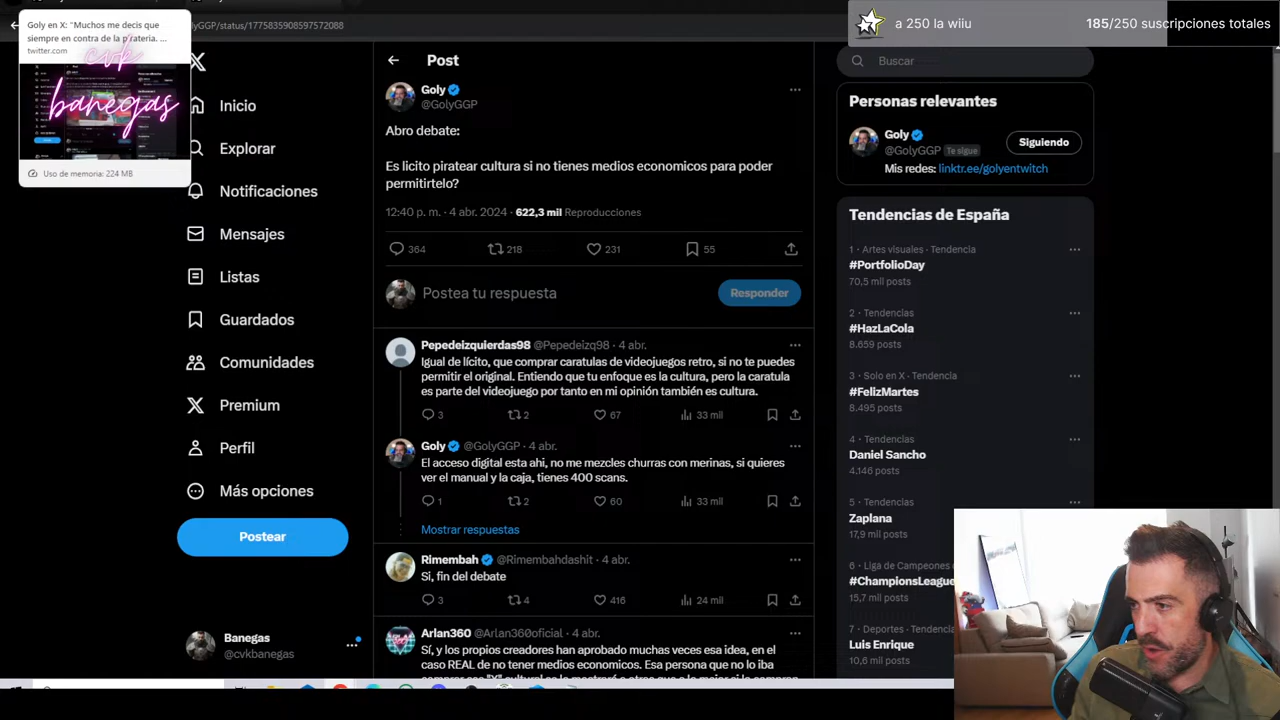 Goly en X: "Muchos me decis que
siempre en contra de la pirateria. ...
twitter.com
cvk
banegas
Uso de memoria: 224 MB
olyGGP/status/1775835908597572088
a 250 la wiiu
185/250 suscripciones totales
Inicio
Explorar
Notificaciones
Mensajes
Listas
Guardados
Comunidades
Premium
Perfil
Más opciones
Postear
Banegas
@cvkbanegas
Post
Goly
@GolyGGP
Abro debate:
Es licito piratear cultura si no tienes medios economicos para poder
permitirtelo?
12:40 p. m. · 4 abr. 2024 · 622,3 mil Reproducciones
364
218
231
55
Postea tu respuesta
Responder
Pepedeizquierdas98 @Pepedeizq98 · 4 abr.
Igual de lícito, que comprar caratulas de videojuegos retro, si no te puedes
permitir el original. Entiendo que tu enfoque es la cultura, pero la caratula
es parte del videojuego por tanto en mi opinión también es cultura.
3
2
67
33 mil
Goly @GolyGGP · 4 abr.
El acceso digital esta ahi, no me mezcles churras con merinas, si quieres
ver el manual y la caja, tienes 400 scans.
1
2
60
33 mil
Mostrar respuestas
Rimembah @Rimembahdashit · 4 abr.
Si, fin del debate
3
4
416
24 mil
Arlan360 @Arlan360oficial · 4 abr.
Sí, y los propios creadores han aprobado muchas veces esa idea, en el
caso REAL de no tener medios economicos. Esa persona que no lo iba
Buscar
Personas relevantes
Goly
@GolyGGP Te sigue
Siguiendo
Mis redes: linktr.ee/golyentwitch
Tendencias de España
1 · Artes visuales · Tendencia
#PortfolioDay
70,5 mil posts
2 · Tendencias
#HazLaCola
8.659 posts
3 · Solo en X · Tendencia
#FelizMartes
8.495 posts
4 · Tendencias
Daniel Sancho
4.146 posts
5 · Tendencias
Zaplana
17,9 mil posts
6 · Liga de Campeones
#ChampionsLeague
15,7 mil posts
7 · Deportes · Tendencia
Luis Enrique
10,6 mil posts